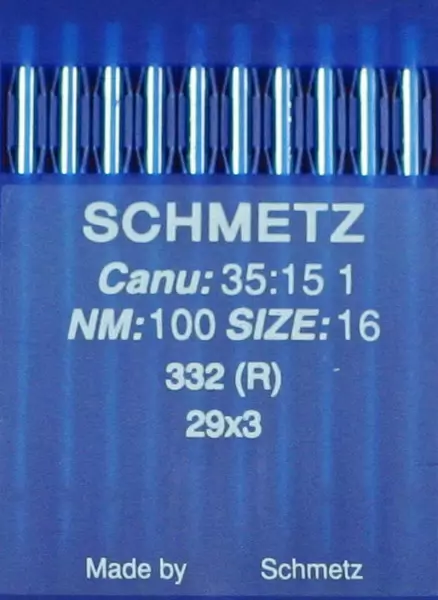 SCHMETZ
Canu: 35:15 1
NM:100 SIZE:16
332 (R)
29x3
Made by Schmetz